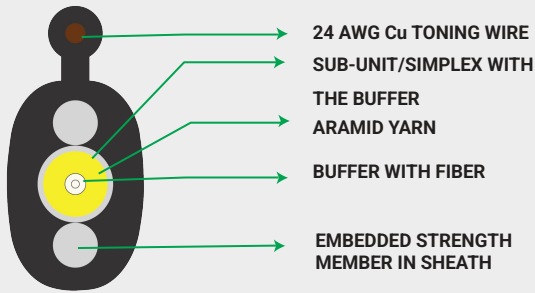 24 AWG Cu TONING WIRE
SUB-UNIT/SIMPLEX WITH
THE BUFFER
ARAMID YARN
BUFFER WITH FIBER
EMBEDDED STRENGTH
MEMBER IN SHEATH